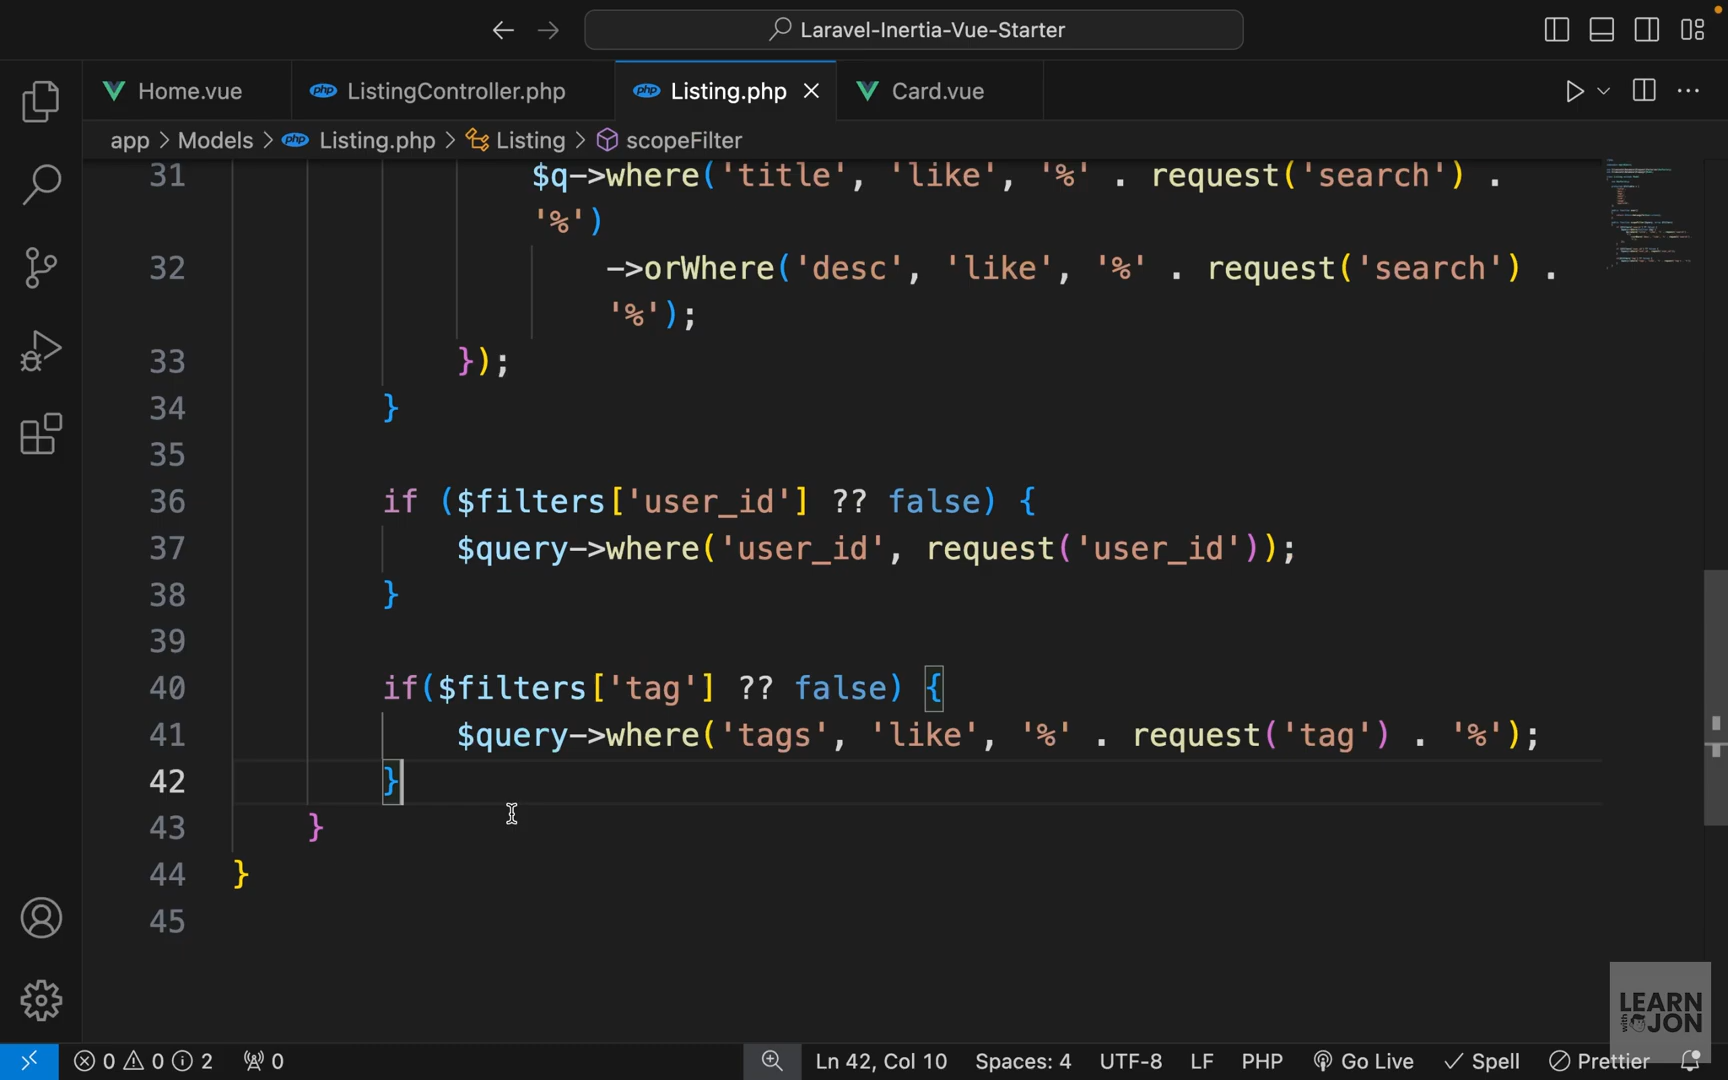 Laravel-Inertia-Vue-Starter
Home.vue
php ListingController.php
php Listing.php
Card.vue
app > Models > php Listing.php > Listing > scopeFilter
31 $q->where('title', 'like', '%' . request('search') .
'%')
32 ->orWhere('desc', 'like', '%' . request('search') .
'%');
33 });
34 }
35
36 if ($filters['user_id'] ?? false) {
37 $query->where('user_id', request('user_id'));
38 }
39
40 if($filters['tag'] ?? false) {
41 $query->where('tags', 'like', '%' . request('tag') . '%');
42 }
43 }
44 }
45
LEARN
with JON
0 0 2 0 Ln 42, Col 10 Spaces: 4 UTF-8 LF PHP Go Live Spell Prettier